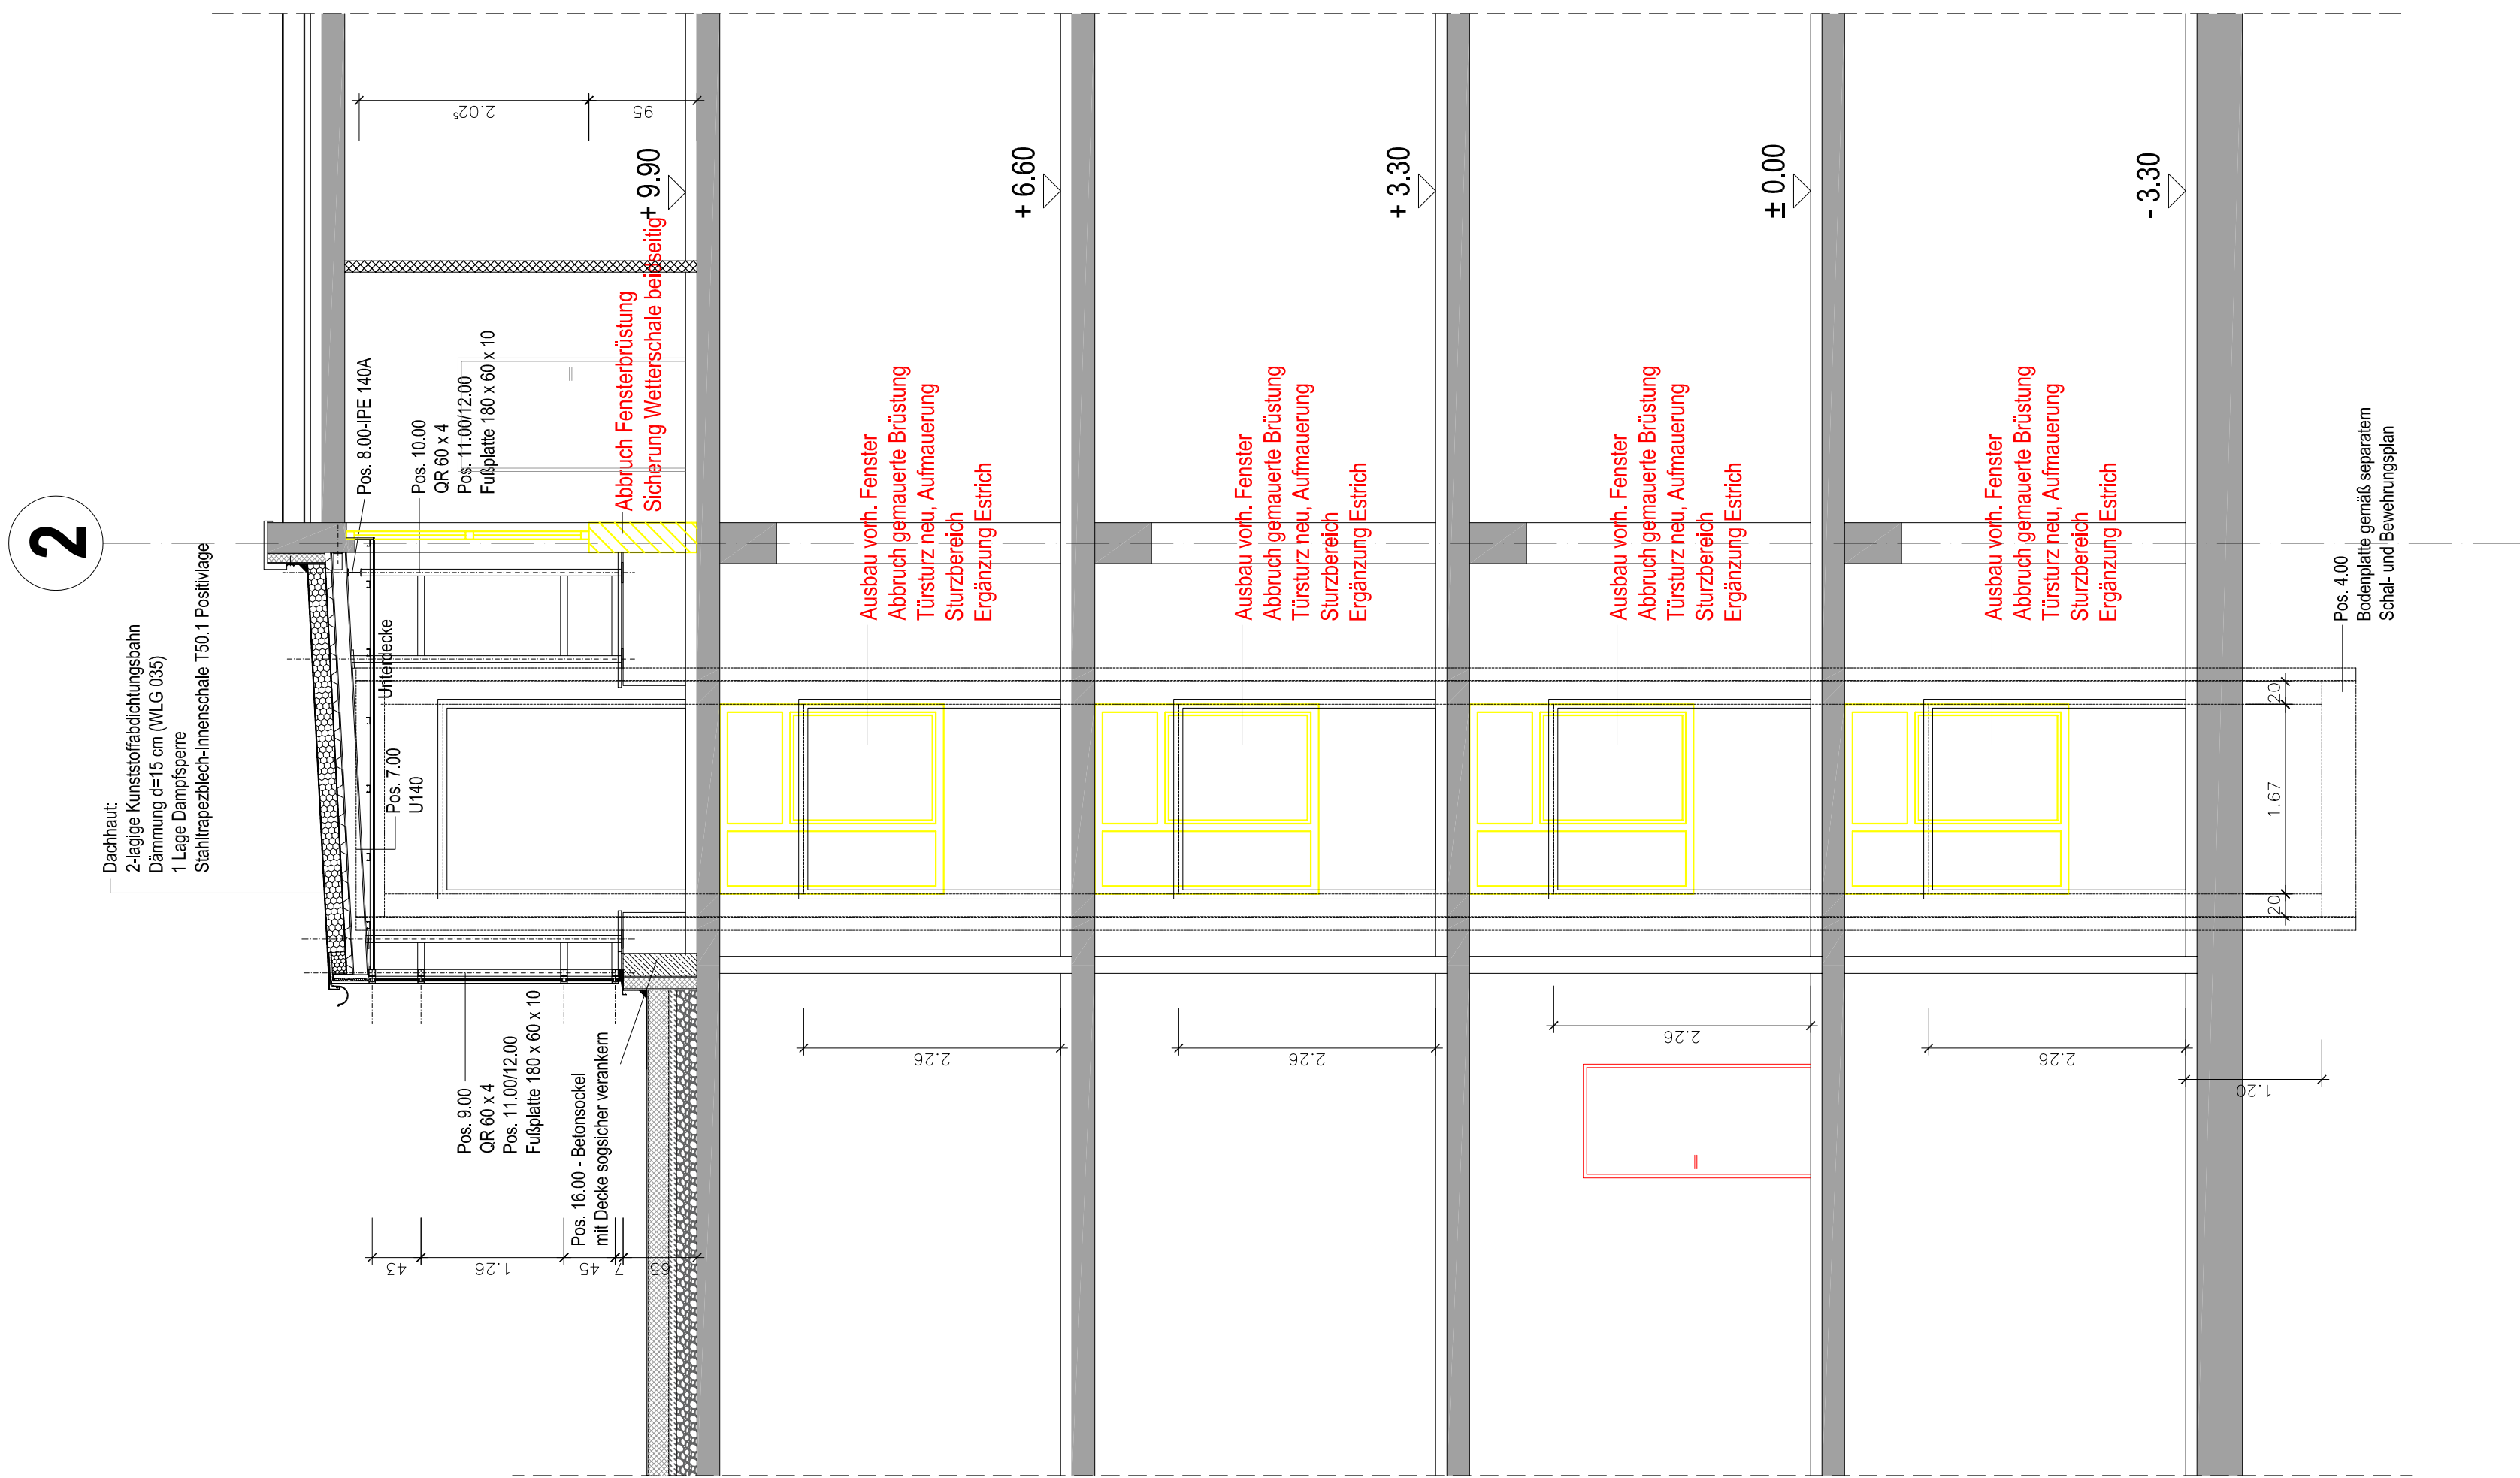 2
Dachhaut:
2-lagige Kunststoffabdichtungsbahn
Dämmung d=15 cm (WLG 035)
1 Lage Dampfsperre
Stahltrapezblech-Innenschale T50.1 Positivlage
Pos. 8.00-IPE 140A
Pos. 10.00
QR 60 x 4
Pos. 11.00/12.00
Fußplatte 180 x 60 x 10
Unterdecke
Pos. 7.00
U140
2.02⁵
95
+ 9.90
Abbruch Fensterbrüstung
Sicherung Wetterschale beidseitig
Pos. 9.00
QR 60 x 4
Pos. 11.00/12.00
Fußplatte 180 x 60 x 10
Pos. 16.00 - Betonsockel
mit Decke sogsicher verankern
43
1.26
45
7
65
Ausbau vorh. Fenster
Abbruch gemauerte Brüstung
Türsturz neu, Aufmauerung
Sturzbereich
Ergänzung Estrich
2.26
+ 6.60
Ausbau vorh. Fenster
Abbruch gemauerte Brüstung
Türsturz neu, Aufmauerung
Sturzbereich
Ergänzung Estrich
2.26
+ 3.30
Ausbau vorh. Fenster
Abbruch gemauerte Brüstung
Türsturz neu, Aufmauerung
Sturzbereich
Ergänzung Estrich
2.26
± 0.00
Ausbau vorh. Fenster
Abbruch gemauerte Brüstung
Türsturz neu, Aufmauerung
Sturzbereich
Ergänzung Estrich
2.26
- 3.30
1.20
20
1.67
20
Pos. 4.00
Bodenplatte gemäß separatem
Schal- und Bewehrungsplan